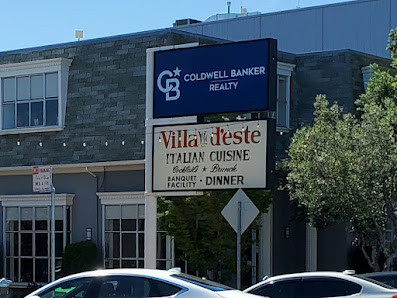 CB
COLDWELL BANKER
REALTY
Villa d'este
ITALIAN CUISINE
Cocktails ★ Brunch
BANQUET
FACILITY • DINNER